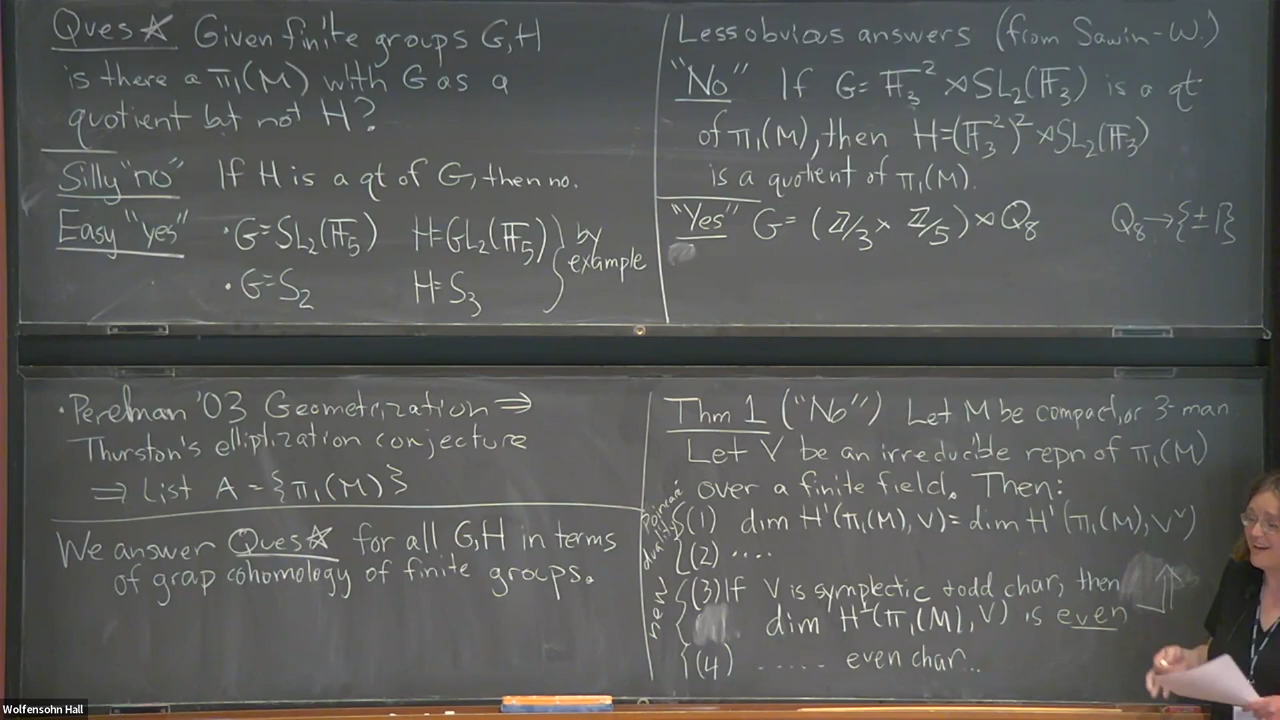 Ques ☆ Given finite groups G,H
is there a π₁(M) with G as a
quotient but not H?
Silly "no" If H is a qt of G, then no.
Easy "yes" · G=SL₂(𝔽₅) H=GL₂(𝔽₅) } by example
· G=S₂ H=S₃
Less obvious answers (from Sawin-W.)
"No" If G= 𝔽₃² ⋊ SL₂(𝔽₃) is a qt
of π₁(M), then H=(𝔽₃²)² ⋊ SL₂(𝔽₃)
is a quotient of π₁(M).
"Yes" G= (ℤ/3 × ℤ/5) ⋊ Q₈ Q₈→{±1}
· Perelman '03 Geometrization ⇒
Thurston's elliptization conjecture
⇒ List A = {π₁(M)}
We answer Ques☆ for all G,H in terms
of grap cohomology of finite groups.
Thm 1 ("No") Let M be compact, or 3-man
Let V be an irreducible repn of π₁(M)
over a finite field. Then:
Poincaré duality { (1) dim H¹(π₁(M),V) = dim H¹(π₁(M),V^∨)
(2) ....
new { (3) If V is symplectic + odd char, then
dim H¹(π₁(M),V) is even
(4) ..... even char..
Wolfensohn Hall